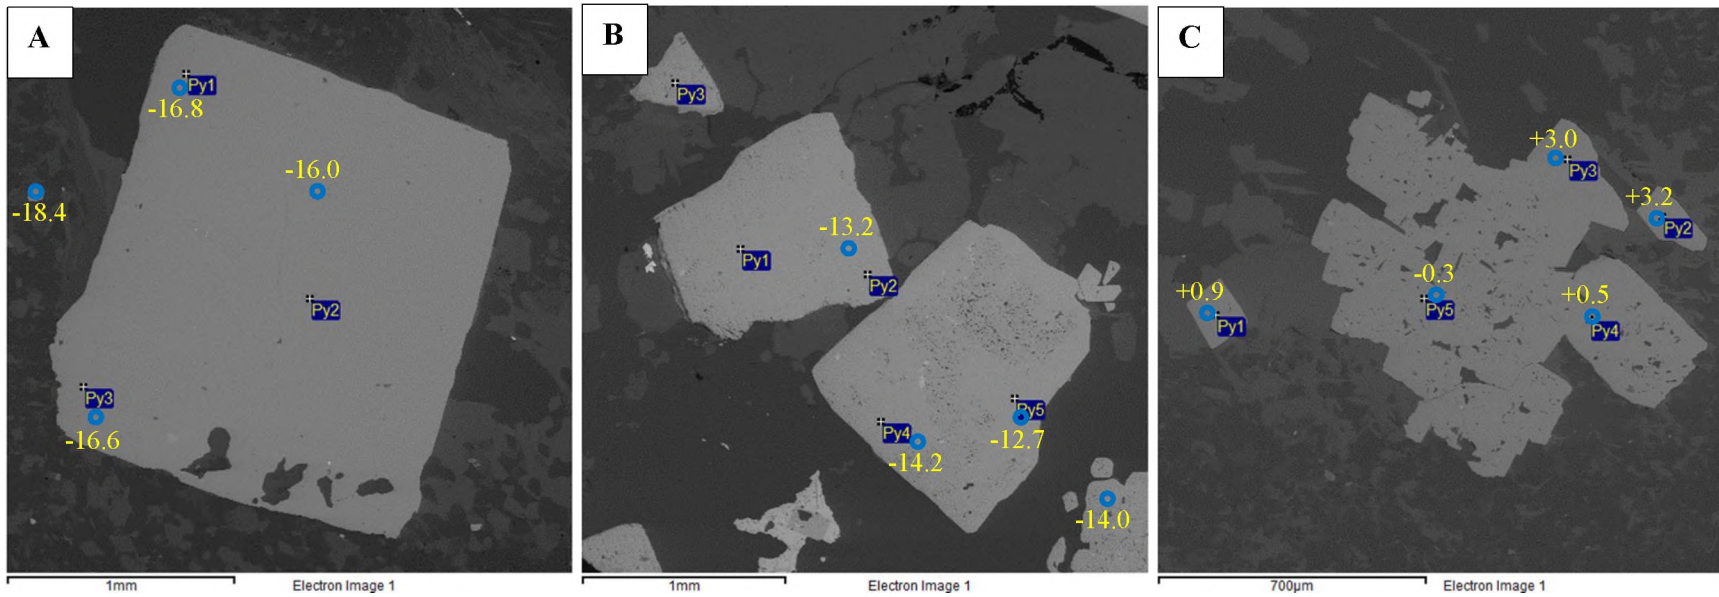 A
Py1
-16.8
-16.0
-18.4
Py2
Py3
-16.6
1mm
Electron Image 1
B
Py3
-13.2
Py1
Py2
Py5
-12.7
Py4
-14.2
-14.0
1mm
Electron Image 1
C
+3.0
Py3
+3.2
Py2
-0.3
+0.9
Py5
+0.5
Py1
Py4
700µm
Electron Image 1